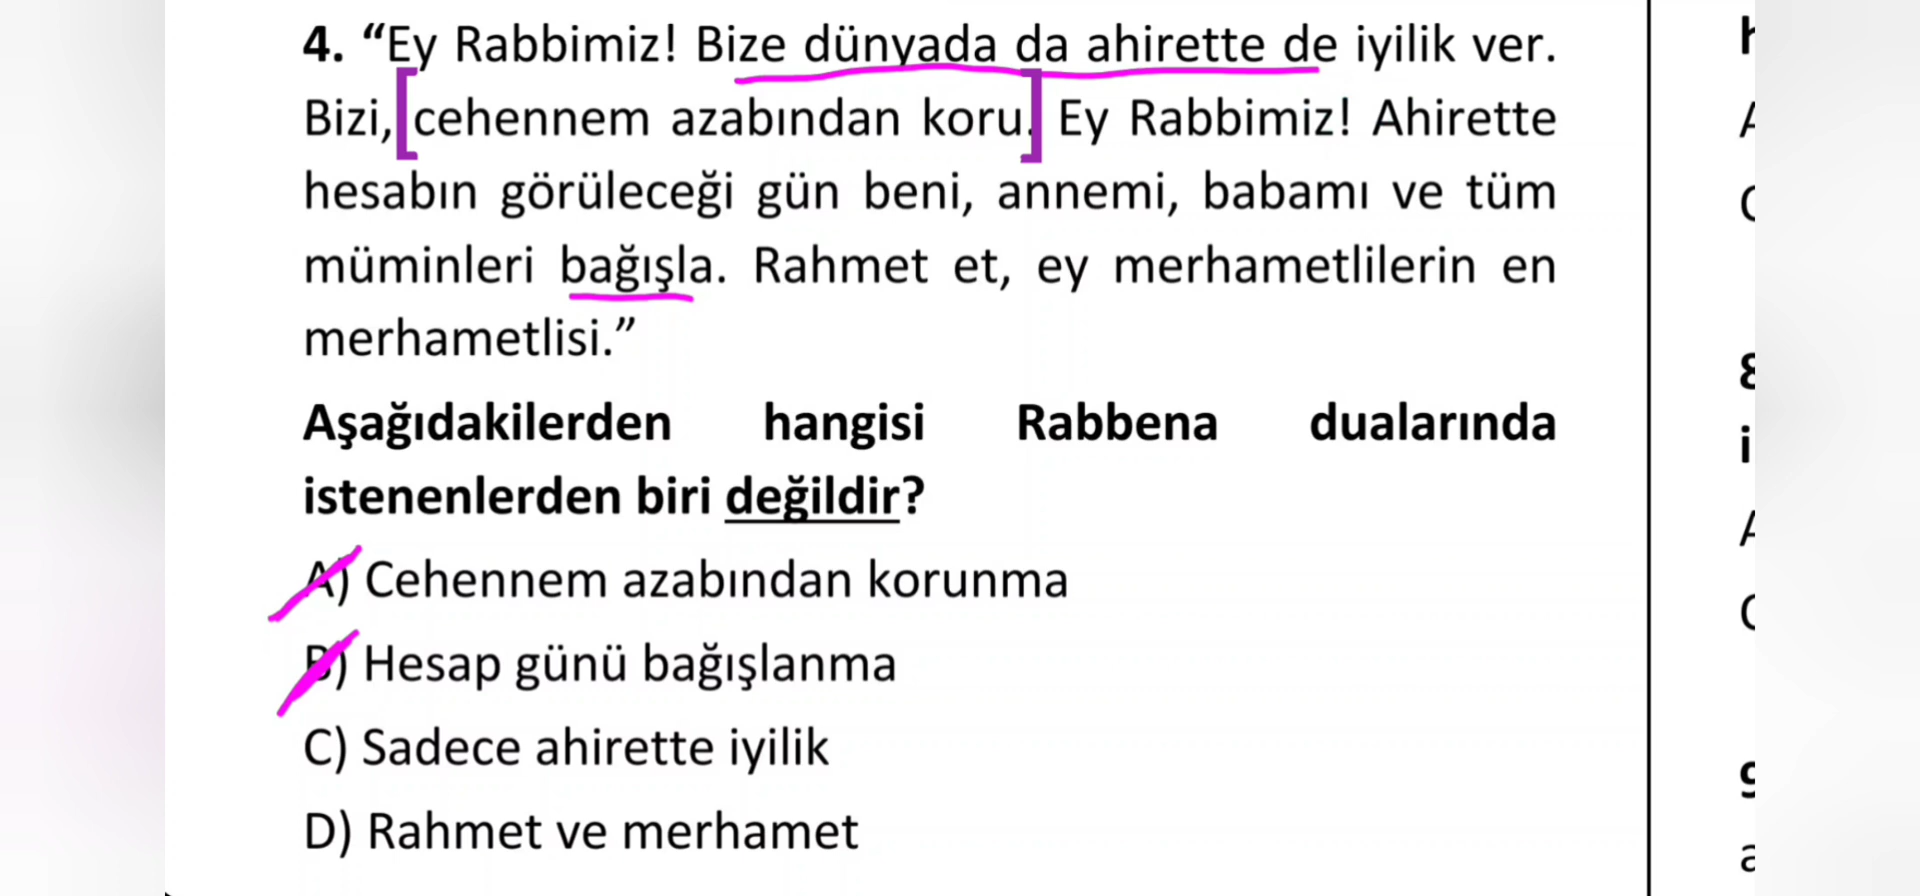 4. “Ey Rabbimiz! Bize dünyada da ahirette de iyilik ver.
Bizi, cehennem azabından koru. Ey Rabbimiz! Ahirette
hesabın görüleceği gün beni, annemi, babamı ve tüm
müminleri bağışla. Rahmet et, ey merhametlilerin en
merhametlisi.”
Aşağıdakilerden hangisi Rabbena dualarında
istenenlerden biri değildir?
A) Cehennem azabından korunma
B) Hesap günü bağışlanma
C) Sadece ahirette iyilik
D) Rahmet ve merhamet